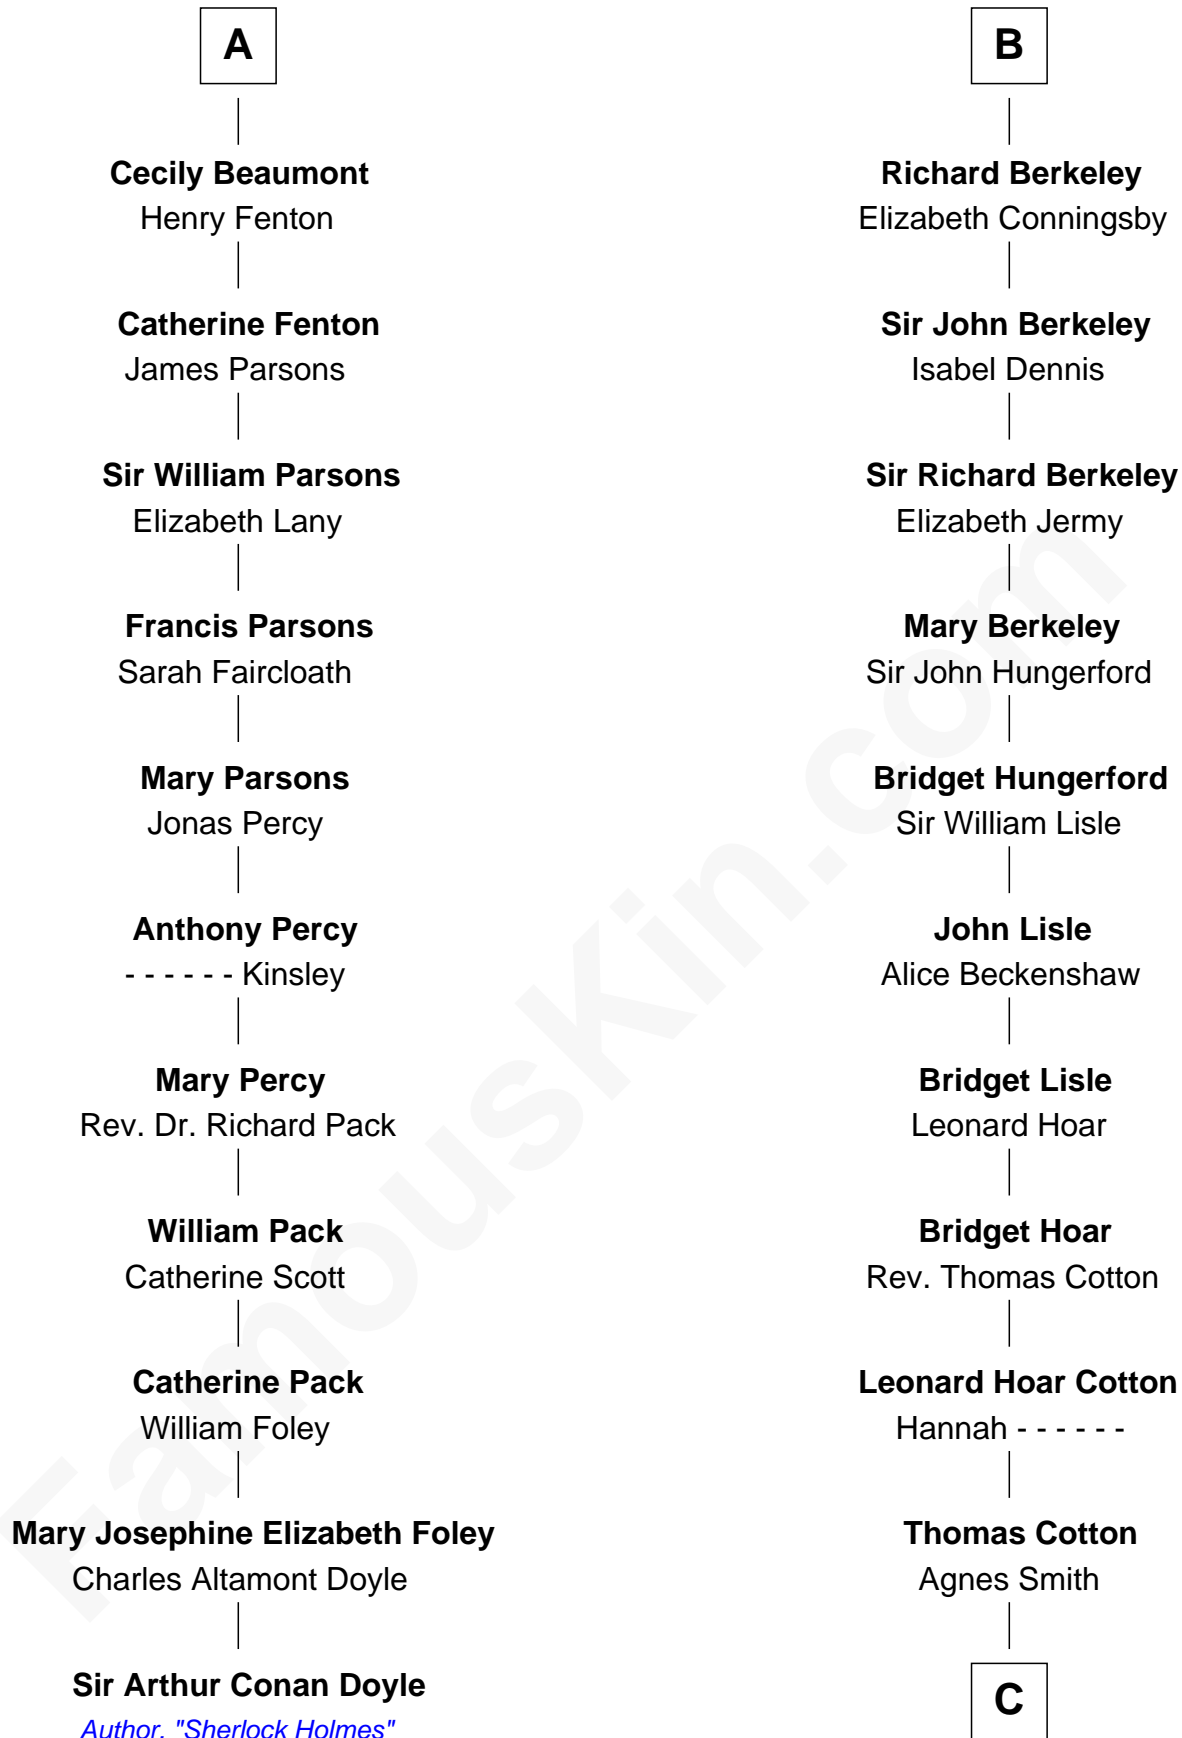 A
Cecily Beaumont
Henry Fenton
Catherine Fenton
James Parsons
Sir William Parsons
Elizabeth Lany
Francis Parsons
Sarah Faircloath
Mary Parsons
Jonas Percy
Anthony Percy
- - - - - - Kinsley
Mary Percy
Rev. Dr. Richard Pack
William Pack
Catherine Scott
Catherine Pack
William Foley
Mary Josephine Elizabeth Foley
Charles Altamont Doyle
Sir Arthur Conan Doyle
Author, "Sherlock Holmes"
B
Richard Berkeley
Elizabeth Conningsby
Sir John Berkeley
Isabel Dennis
Sir Richard Berkeley
Elizabeth Jermy
Mary Berkeley
Sir John Hungerford
Bridget Hungerford
Sir William Lisle
John Lisle
Alice Beckenshaw
Bridget Lisle
Leonard Hoar
Bridget Hoar
Rev. Thomas Cotton
Leonard Hoar Cotton
Hannah - - - - - -
Thomas Cotton
Agnes Smith
C
FamousKin.com